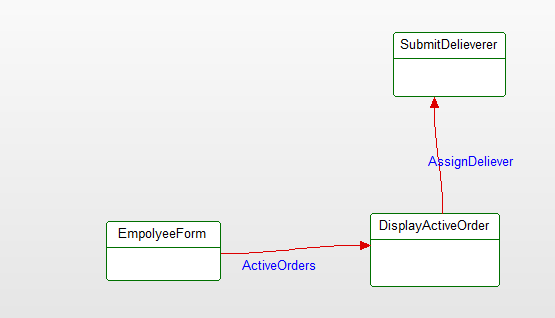 SubmitDelieverer
AssignDeliever
DisplayActiveOrder
EmpolyeeForm
ActiveOrders